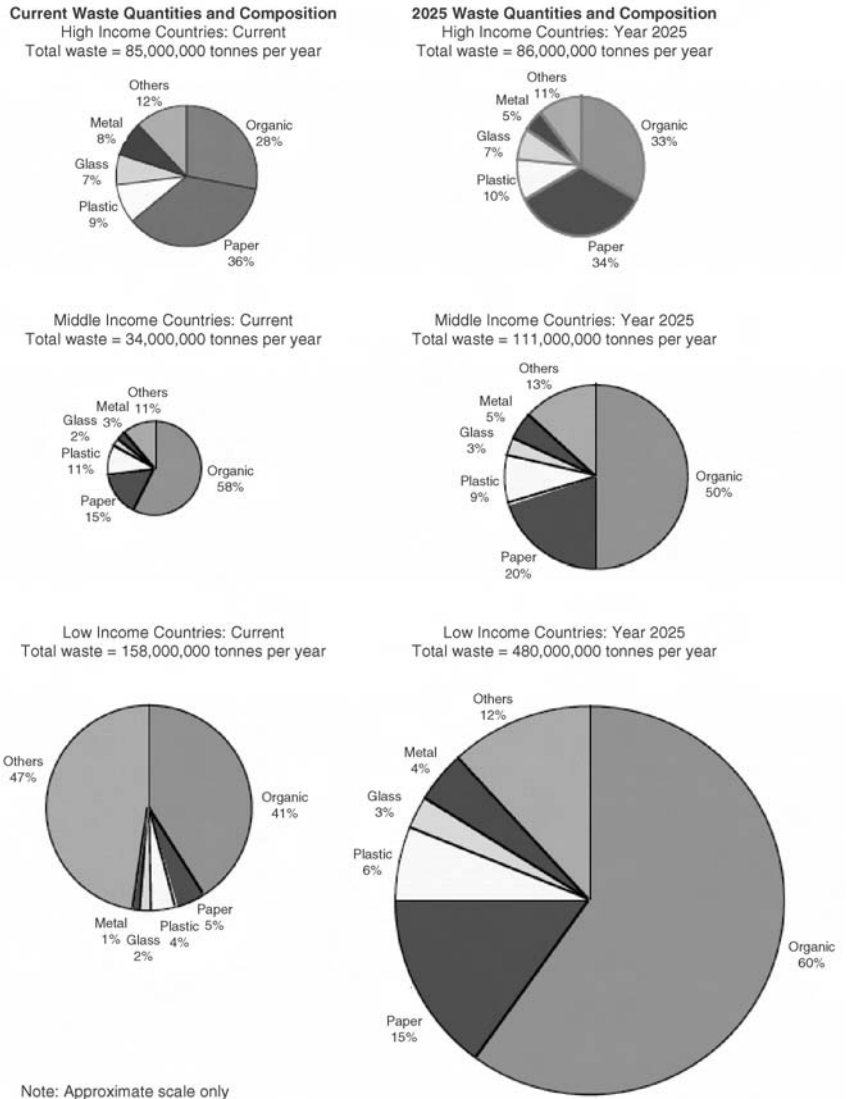 Current Waste Quantities and Composition
High Income Countries: Current
Total waste = 85,000,000 tonnes per year
Others
12%
Metal
8%
Glass
7%
Plastic
9%
Organic
28%
Paper
36%
2025 Waste Quantities and Composition
High Income Countries: Year 2025
Total waste = 86,000,000 tonnes per year
Others
11%
Metal
5%
Glass
7%
Plastic
10%
Organic
33%
Paper
34%
Middle Income Countries: Current
Total waste = 34,000,000 tonnes per year
Others
11%
Metal
3%
Glass
2%
Plastic
11%
Paper
15%
Organic
58%
Middle Income Countries: Year 2025
Total waste = 111,000,000 tonnes per year
Others
13%
Metal
5%
Glass
3%
Plastic
9%
Organic
50%
Paper
20%
Low Income Countries: Current
Total waste = 158,000,000 tonnes per year
Others
47%
Organic
41%
Metal
1%
Glass
2%
Plastic
4%
Paper
5%
Low Income Countries: Year 2025
Total waste = 480,000,000 tonnes per year
Others
12%
Metal
4%
Glass
3%
Plastic
6%
Organic
60%
Paper
15%
Note: Approximate scale only